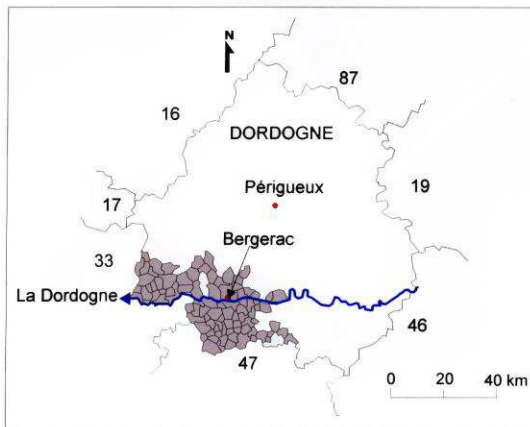 N
87
16
DORDOGNE
19
Périgueux
17
Bergerac
33
La Dordogne
46
47
0 20 40 km